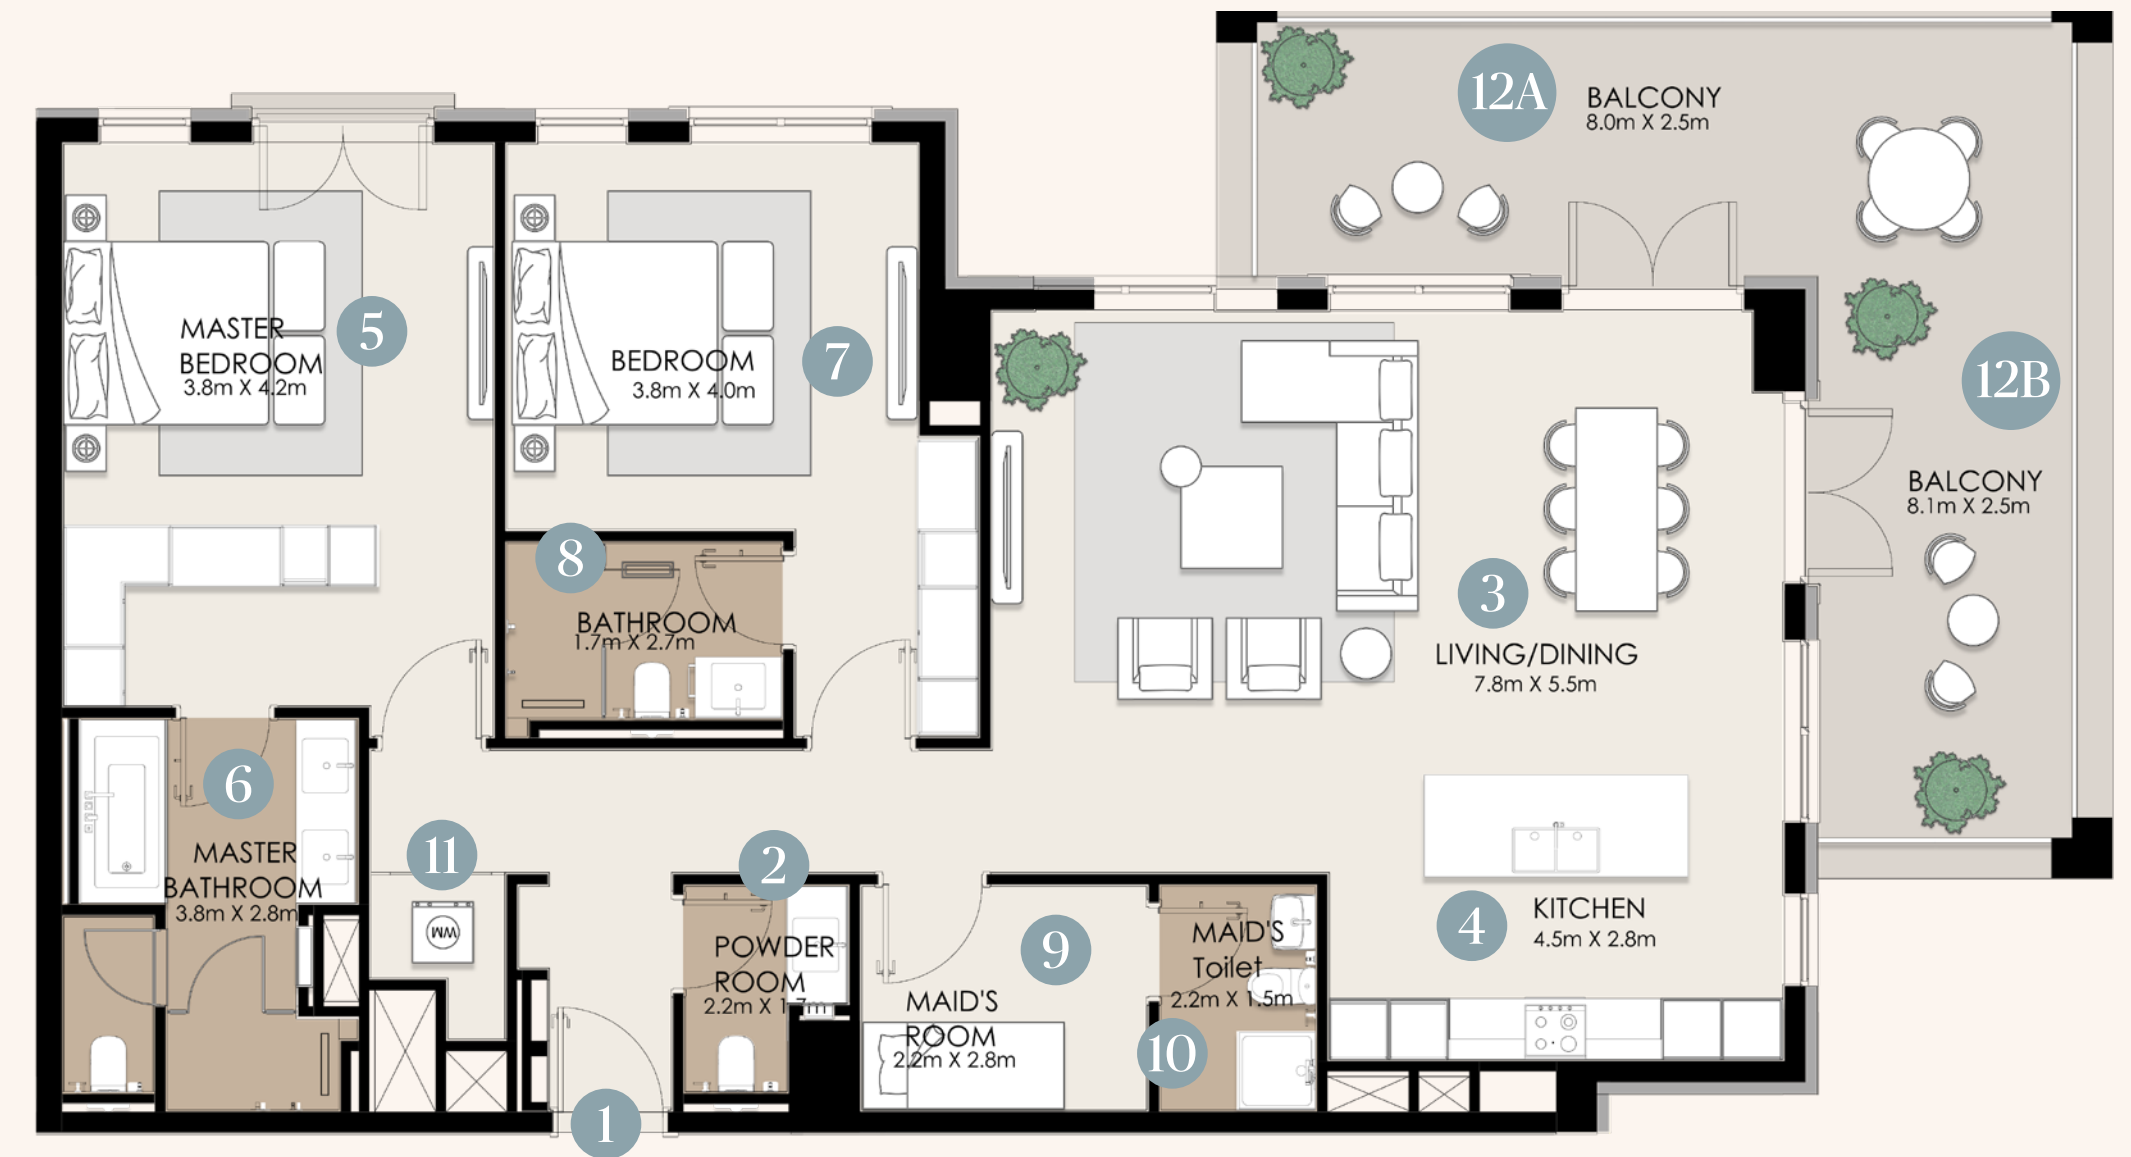 12A
BALCONY
8.0m X 2.5m
5
MASTER
BEDROOM
3.8m X 4.2m
7
BEDROOM
3.8m X 4.0m
12B
BALCONY
8.1m X 2.5m
8
BATHROOM
1.7m X 2.7m
3
LIVING/DINING
7.8m X 5.5m
6
MASTER
BATHROOM
3.8m X 2.8m
11
WM
2
POWDER
ROOM
2.2m X 1.7m
9
MAID'S
ROOM
2.2m X 2.8m
MAID'S
Toilet
2.2m X 1.5m
10
4
KITCHEN
4.5m X 2.8m
1